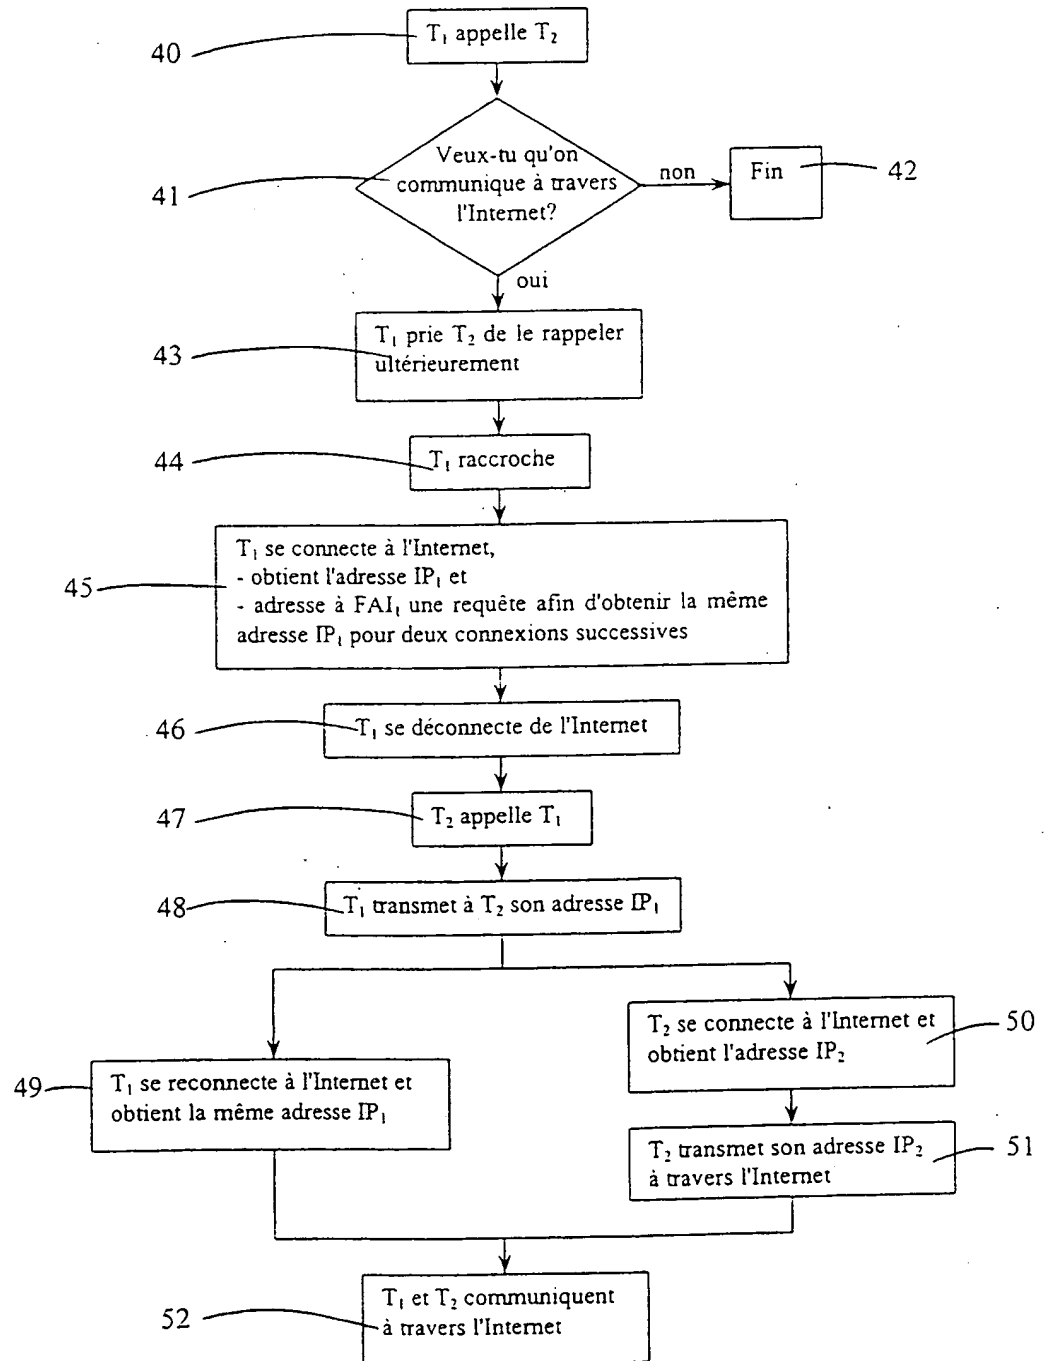 40
T₁ appelle T₂
Veux-tu qu'on
communique à travers
l'Internet?
41
non
Fin
42
oui
T₁ prie T₂ de le rappeler
ultérieurement
43
44
T₁ raccroche
T₁ se connecte à l'Internet,
- obtient l'adresse IP₁ et
- adresse à FAI₁ une requête afin d'obtenir la même
adresse IP₁ pour deux connexions successives
45
46
T₁ se déconnecte de l'Internet
47
T₂ appelle T₁
48
T₁ transmet à T₂ son adresse IP₁
T₂ se connecte à l'Internet et
obtient l'adresse IP₂
50
49
T₁ se reconnecte à l'Internet et
obtient la même adresse IP₁
T₂ transmet son adresse IP₂
à travers l'Internet
51
T₁ et T₂ communiquent
à travers l'Internet
52